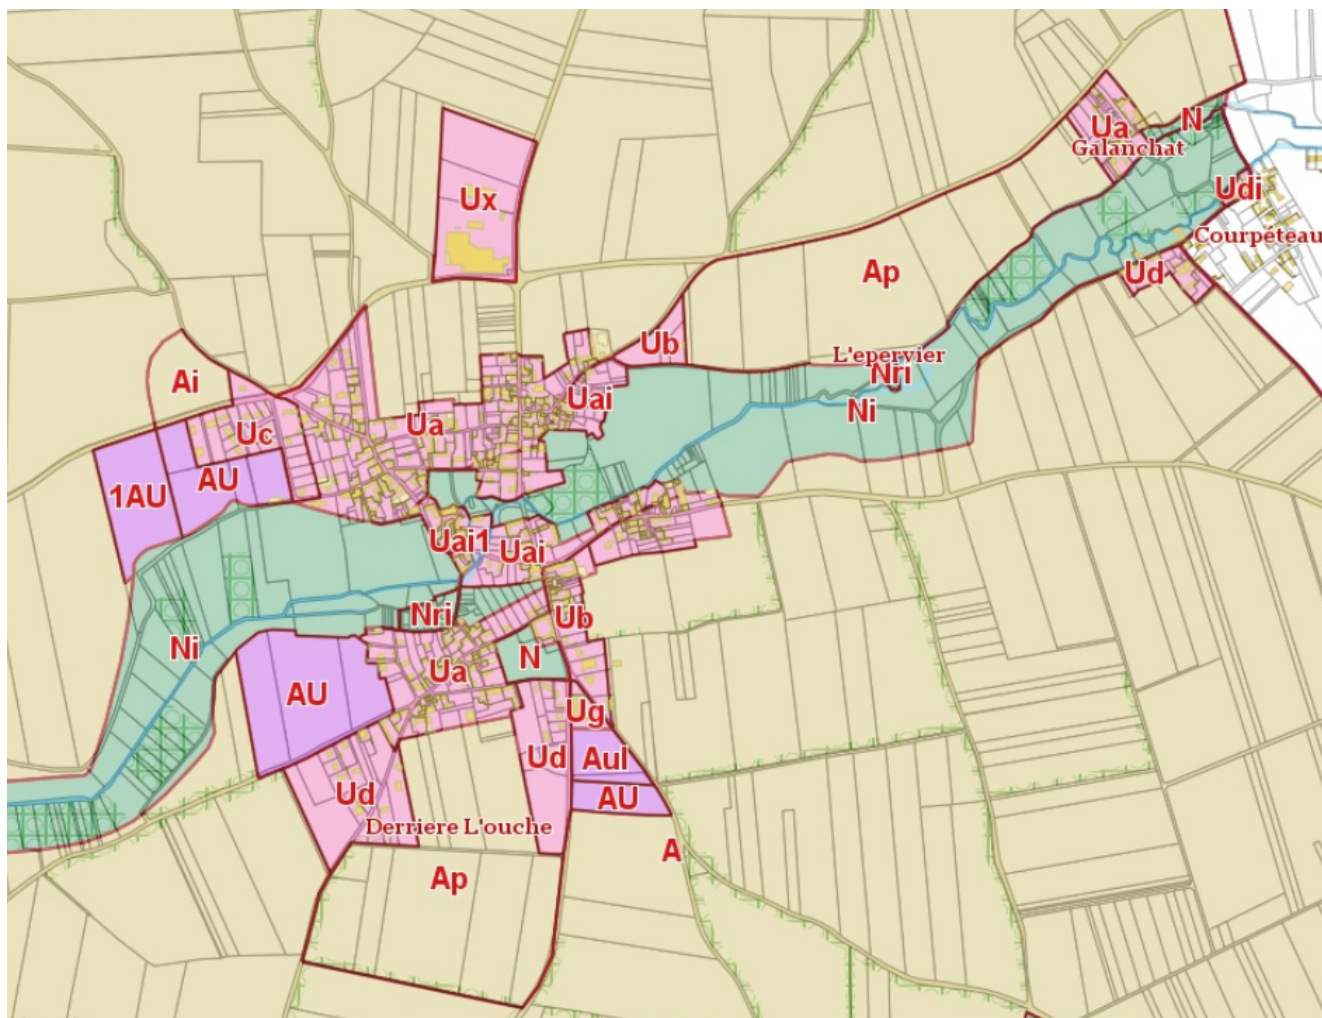 Ua
N
Galanchat
Udi
Ux
Courpéteau
Ap
Ud
Ub
L'epervier
Nri
Ai
Uai
Ni
Ua
Uc
AU
1AU
Uai1
Uai
Nri
Ub
Ni
N
Ua
AU
Ug
Ud
Aul
Ud
AU
Derriere L'ouche
A
Ap